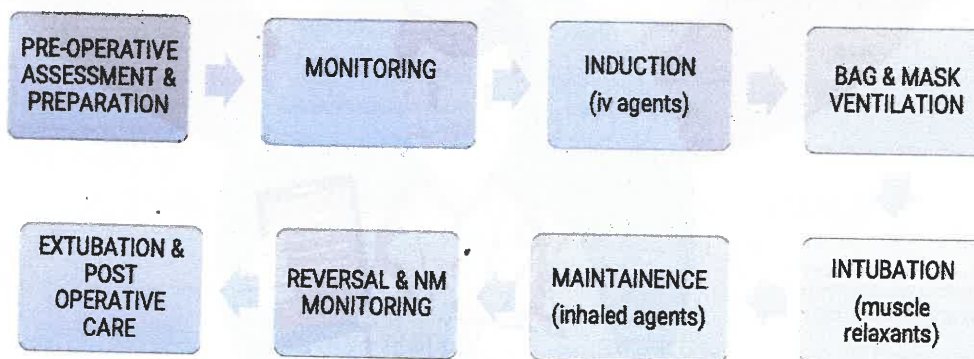 PRE-OPERATIVE
ASSESSMENT &
PREPARATION
MONITORING
INDUCTION
(iv agents)
BAG & MASK
VENTILATION
INTUBATION
(muscle
relaxants)
MAINTAINENCE
(inhaled agents)
REVERSAL & NM
MONITORING
EXTUBATION &
POST
OPERATIVE
CARE